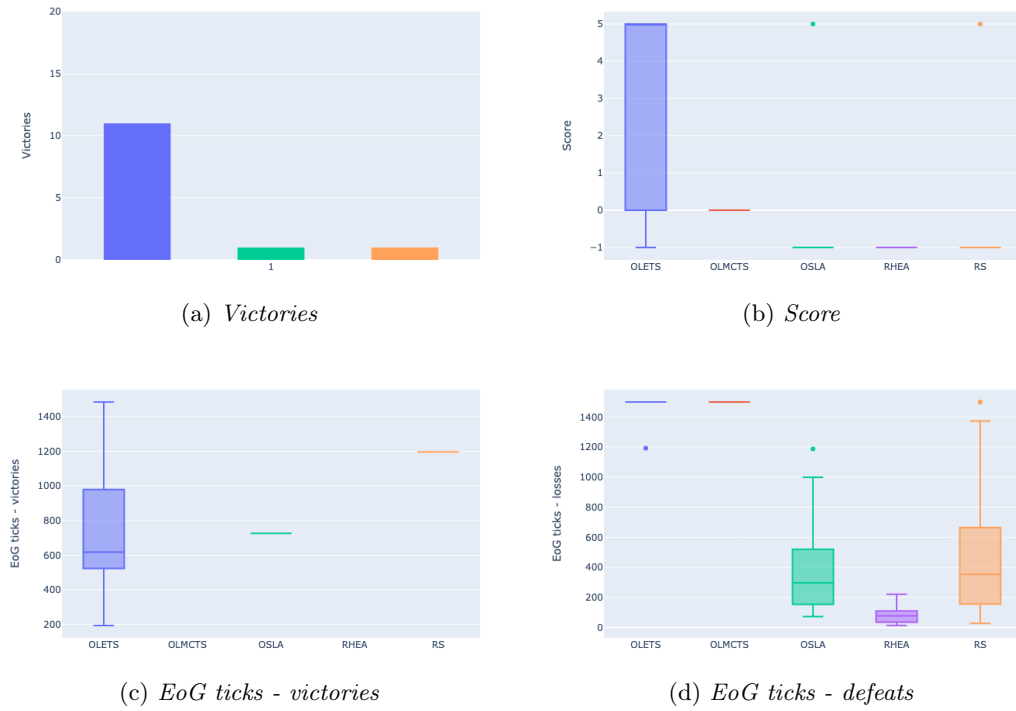 20
15
10
5
0
Victories
1
(a) Victories
5
4
3
2
1
0
−1
Score
OLETS OLMCTS OSLA RHEA RS
(b) Score
1400
1200
1000
800
600
400
200
EoG ticks - victories
OLETS OLMCTS OSLA RHEA RS
(c) EoG ticks - victories
1400
1200
1000
800
600
400
200
0
EoG ticks - losses
OLETS OLMCTS OSLA RHEA RS
(d) EoG ticks - defeats